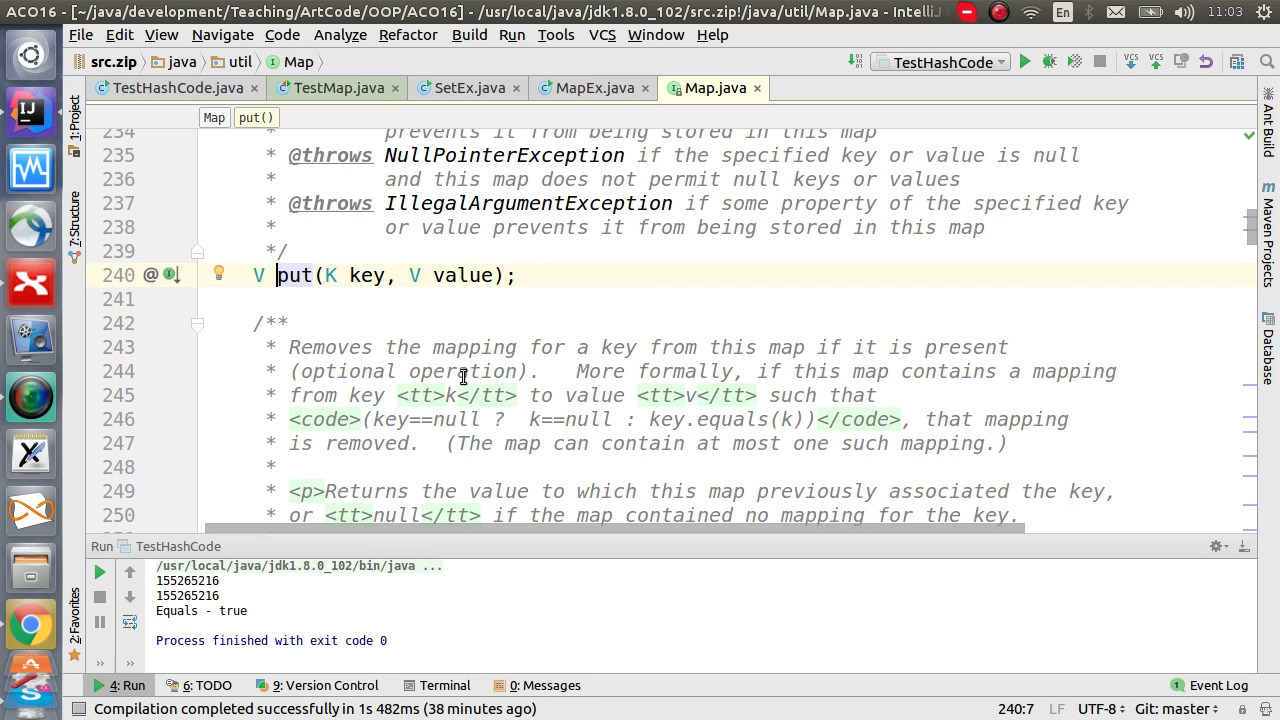 ACO16 - [~/java/development/Teaching/ArtCode/OOP/ACO16] - /usr/local/java/jdk1.8.0_102/src.zip!/java/util/Map.java - IntelliJ
En
11:03
File Edit View Navigate Code Analyze Refactor Build Run Tools VCS Window Help
src.zip java util Map
TestHashCode
VCS VCS
TestHashCode.java TestMap.java SetEx.java MapEx.java Map.java
Map put()
234 prevents it from being stored in this map
235 * @throws NullPointerException if the specified key or value is null
236 * and this map does not permit null keys or values
237 * @throws IllegalArgumentException if some property of the specified key
238 * or value prevents it from being stored in this map
239 */
240 @ V put(K key, V value);
241
242 /**
243 * Removes the mapping for a key from this map if it is present
244 * (optional operation). More formally, if this map contains a mapping
245 * from key <tt>k</tt> to value <tt>v</tt> such that
246 * <code>(key==null ? k==null : key.equals(k))</code>, that mapping
247 * is removed. (The map can contain at most one such mapping.)
248 *
249 * <p>Returns the value to which this map previously associated the key,
250 * or <tt>null</tt> if the map contained no mapping for the key.
1: Project
7: Structure
2: Favorites
Ant Build
Maven Projects
Database
Run TestHashCode
/usr/local/java/jdk1.8.0_102/bin/java ...
155265216
155265216
Equals - true
Process finished with exit code 0
4: Run 6: TODO 9: Version Control Terminal 0: Messages Event Log
Compilation completed successfully in 1s 482ms (38 minutes ago) 240:7 LF UTF-8 Git: master